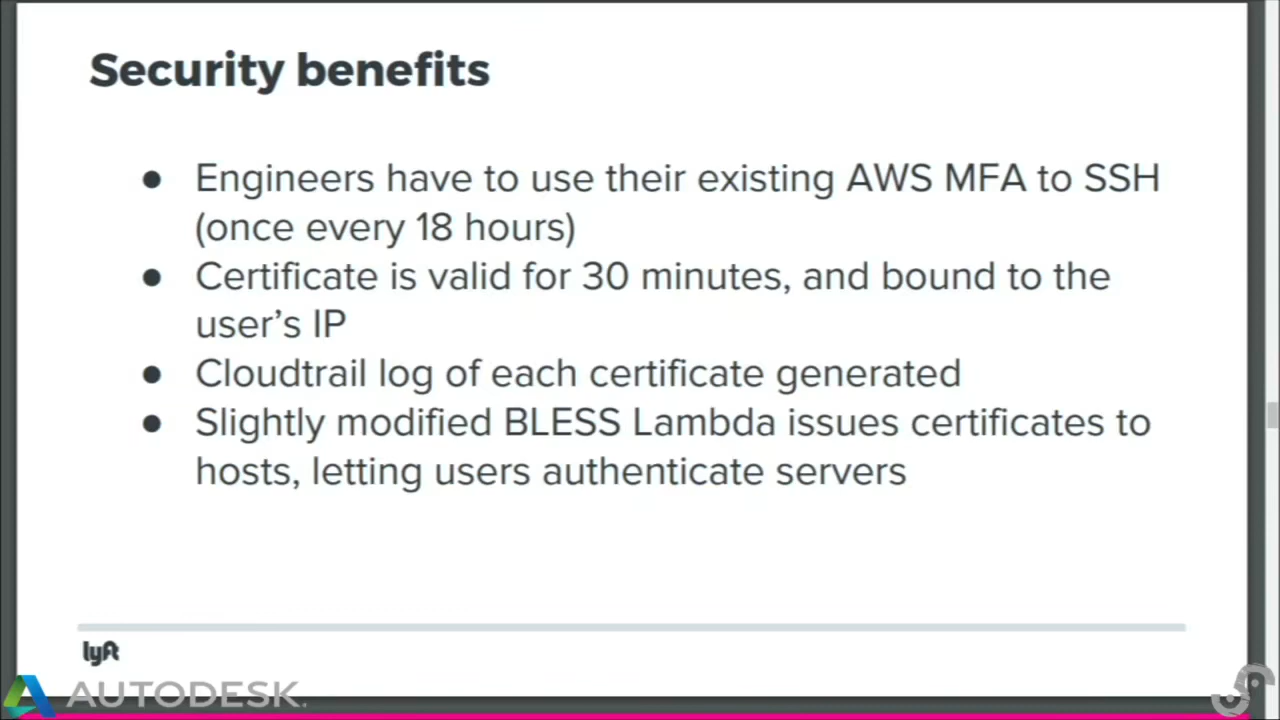 Security benefits
● Engineers have to use their existing AWS MFA to SSH
(once every 18 hours)
● Certificate is valid for 30 minutes, and bound to the
user’s IP
● Cloudtrail log of each certificate generated
● Slightly modified BLESS Lambda issues certificates to
hosts, letting users authenticate servers
lyft
AUTODESK.